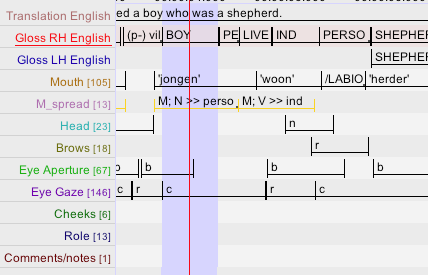 Translation English ed a boy who was a shepherd.
Gloss RH English (p-) vil BOY PE LIVE IND PERSO SHEPHER
Gloss LH English SHEPHER
Mouth [105] 'jongen' 'woon' /LABIO 'herder'
M_spread [13] M; N >> perso M; V >> ind
Head [23] n
Brows [18] r
Eye Aperture [67] b b b
Eye Gaze [146] c r c r c
Cheeks [6]
Role [13]
Comments/notes [1]